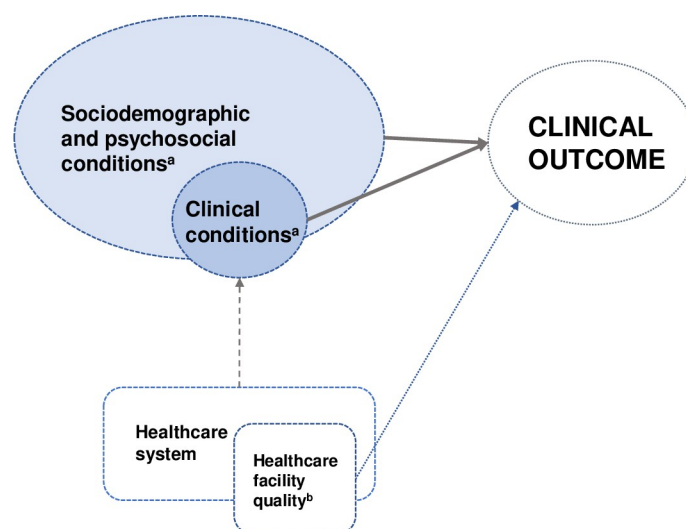 Sociodemographic
and psychosocial
conditionsᵃ
CLINICAL
OUTCOME
Clinical
conditionsᵃ
Healthcare
system
Healthcare
facility
qualityᵇ